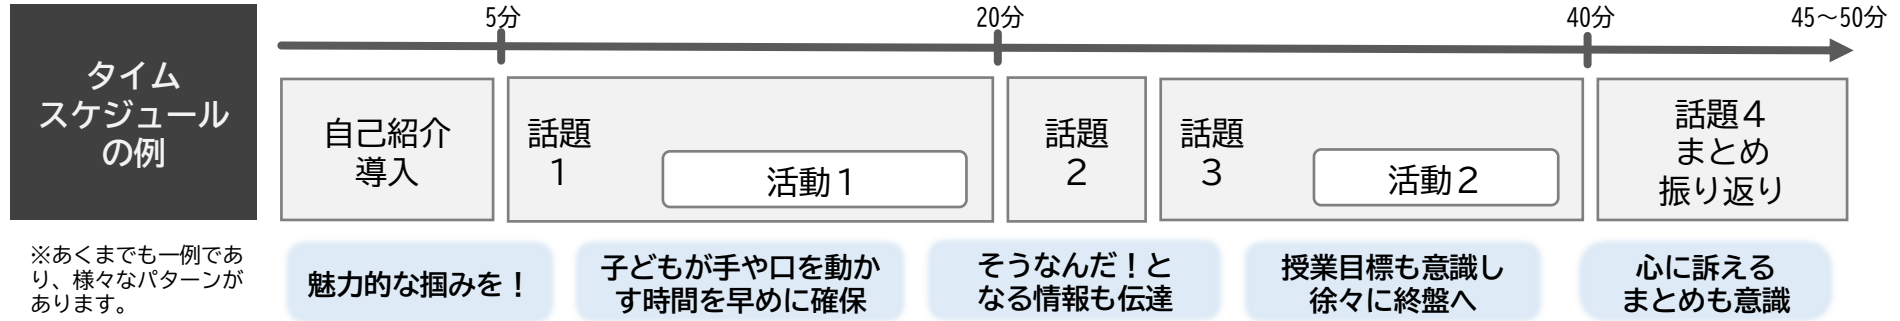 タイム
スケジュール
の例
※あくまでも一例であ
り、様々なパターンが
あります。
5分
20分
40分
45～50分
自己紹介
導入
話題
1
活動1
話題
2
話題
3
活動2
話題4
まとめ
振り返り
魅力的な掴みを！
子どもが手や口を動か
す時間を早めに確保
そうなんだ！と
なる情報も伝達
授業目標も意識し
徐々に終盤へ
心に訴える
まとめも意識